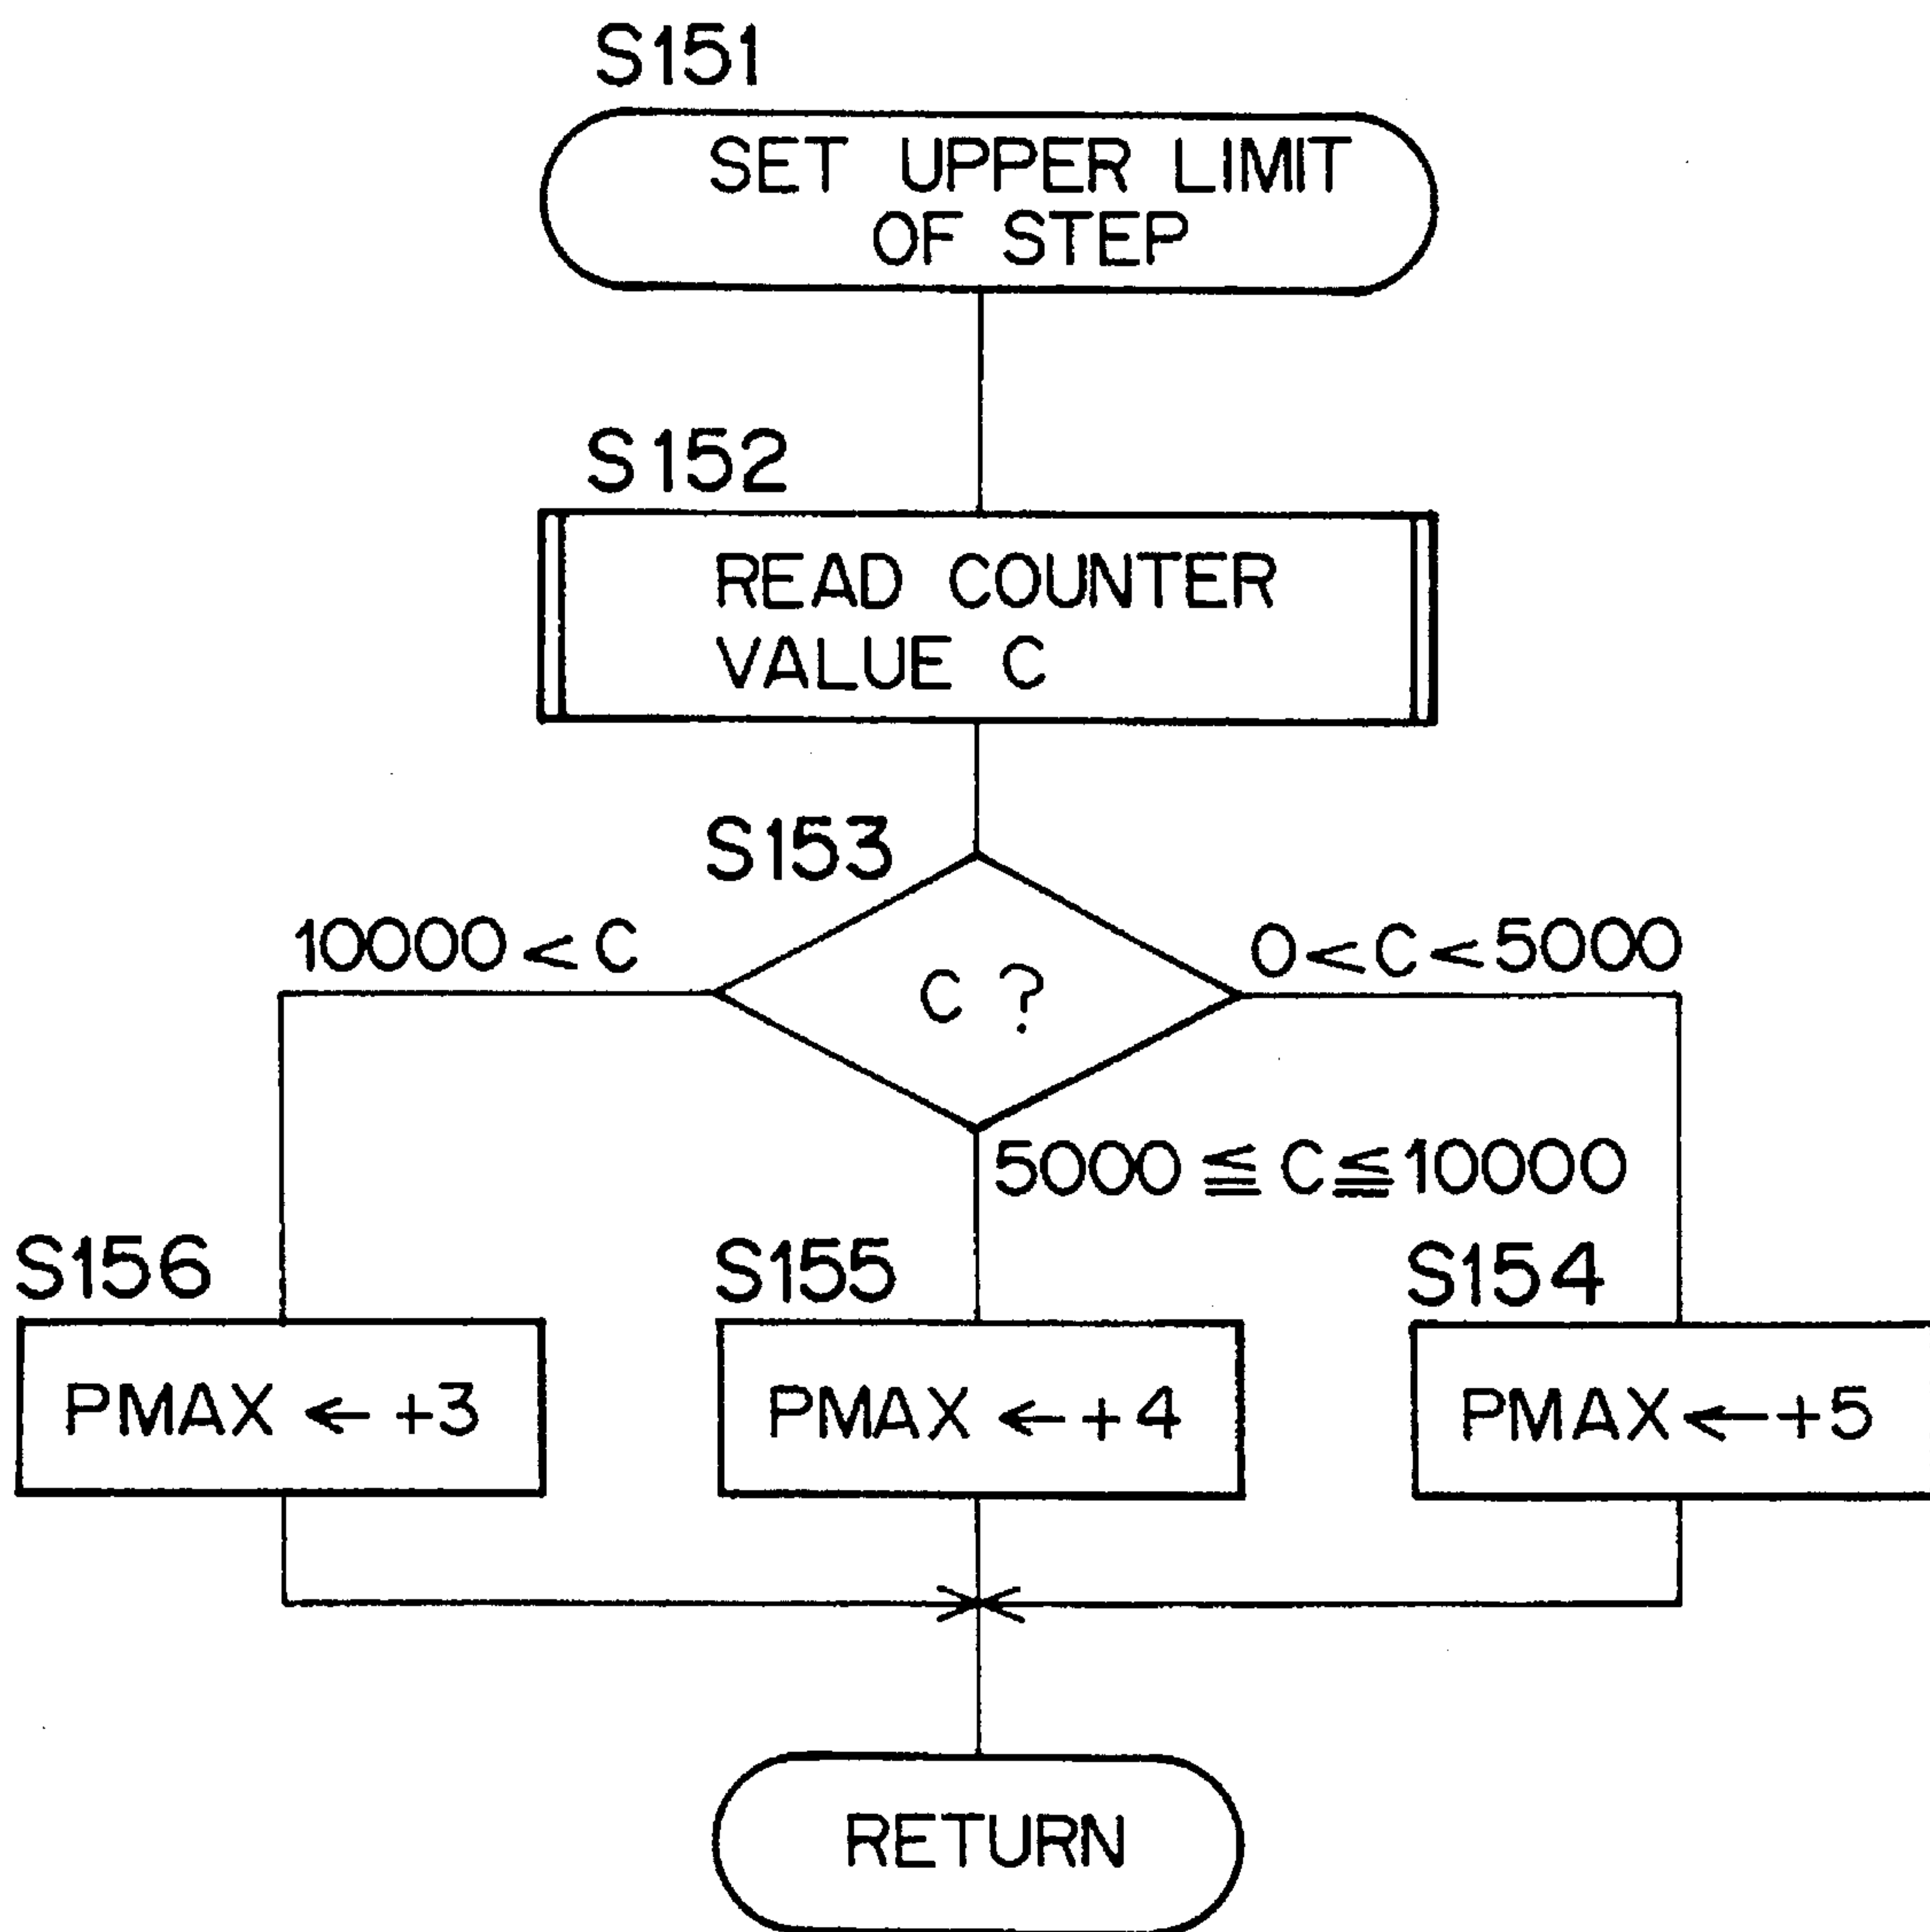 S151
SET UPPER LIMIT
OF STEP
S152
READ COUNTER
VALUE C
S153
10000<C
C ?
0<C<5000
5000≦C≦10000
S156
S155
S154
PMAX ← +3
PMAX ← +4
PMAX ← +5
RETURN